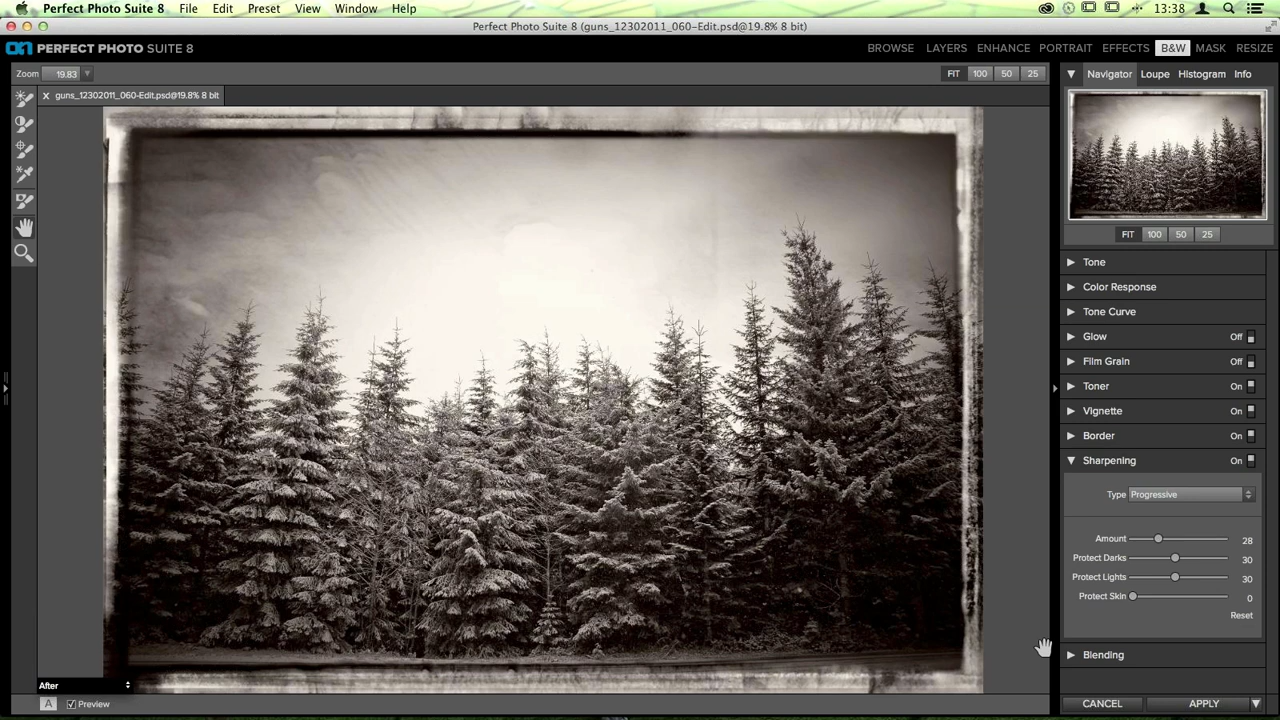 Perfect Photo Suite 8 File Edit Preset View Window Help 13:38
Perfect Photo Suite 8 (guns_12302011_060-Edit.psd@19.8% 8 bit)
on PERFECT PHOTO SUITE 8 BROWSE LAYERS ENHANCE PORTRAIT EFFECTS B&W MASK RESIZE
Zoom 19.83 FIT 100 50 25
Navigator Loupe Histogram Info
x guns_12302011_060-Edit.psd@19.8% 8 bit
FIT 100 50 25
Tone
Color Response
Tone Curve
Glow Off
Film Grain Off
Toner On
Vignette On
Border On
Sharpening On
Type Progressive
Amount 28
Protect Darks 30
Protect Lights 30
Protect Skin 0
Reset
Blending
After
A Preview
CANCEL APPLY